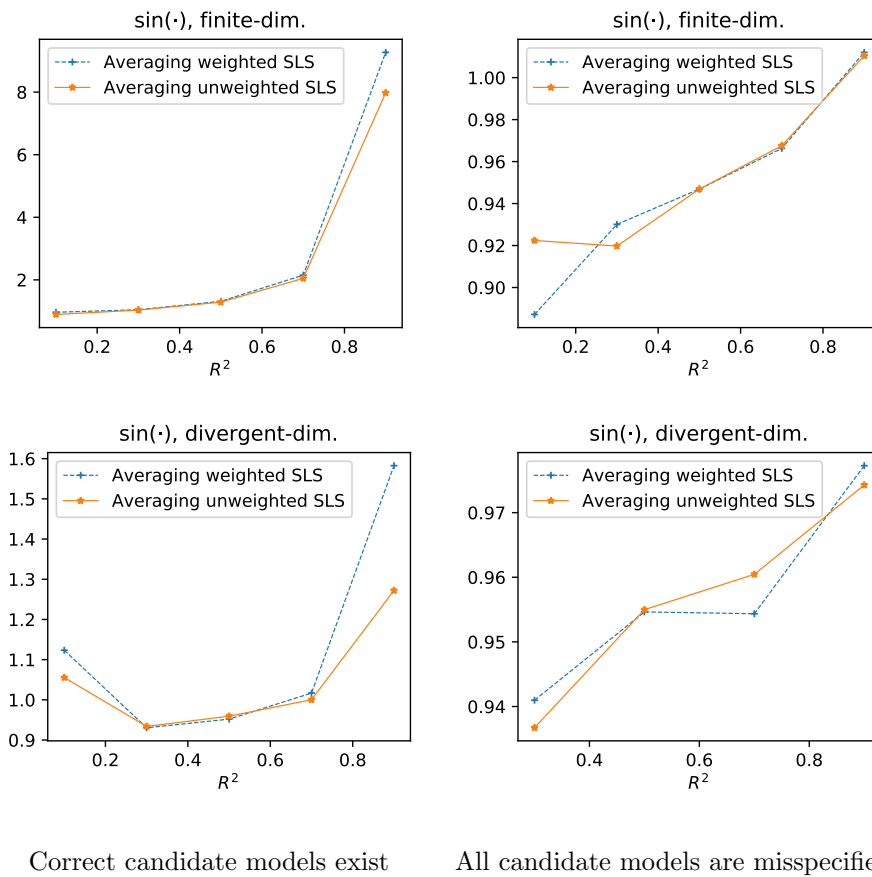 sin(·), finite-dim.
Averaging weighted SLS
Averaging unweighted SLS
8
6
4
2
0.2 0.4 0.6 0.8
R²
sin(·), finite-dim.
Averaging weighted SLS
Averaging unweighted SLS
1.00
0.98
0.96
0.94
0.92
0.90
0.2 0.4 0.6 0.8
R²
sin(·), divergent-dim.
Averaging weighted SLS
Averaging unweighted SLS
1.6
1.5
1.4
1.3
1.2
1.1
1.0
0.9
0.2 0.4 0.6 0.8
R²
sin(·), divergent-dim.
Averaging weighted SLS
Averaging unweighted SLS
0.97
0.96
0.95
0.94
0.4 0.6 0.8
R²
Correct candidate models exist
All candidate models are misspecifie